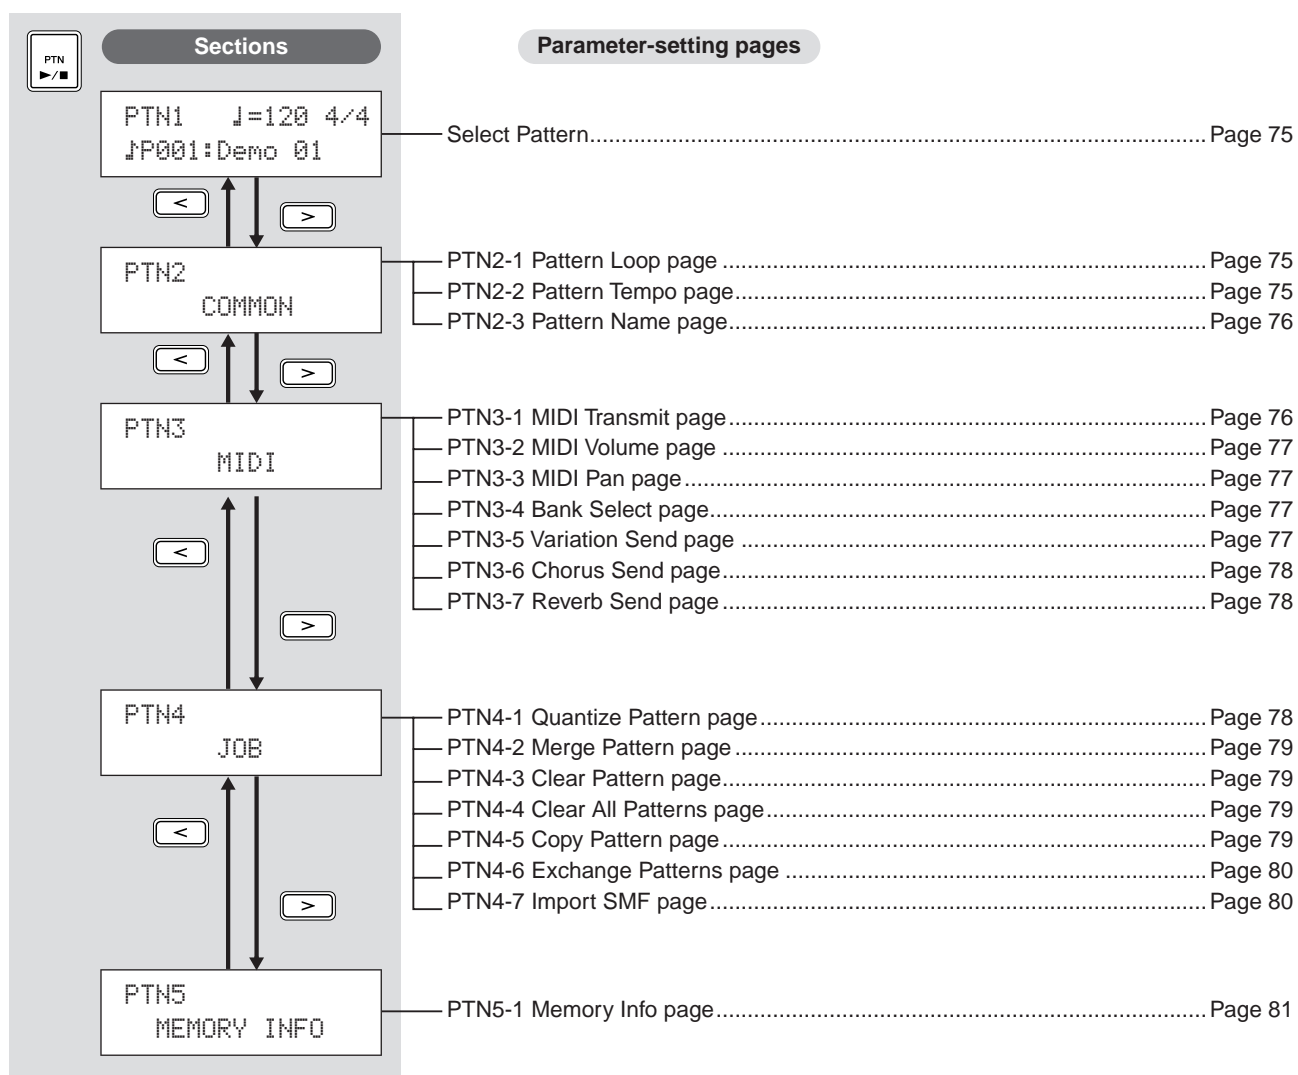 PTN
►/■
Sections
Parameter-setting pages
PTN1 ♩=120 4/4
♪P001:Demo 01
Select Pattern............................................................ Page 75
<
>
PTN2
COMMON
PTN2-1 Pattern Loop page ............................................................ Page 75
PTN2-2 Pattern Tempo page............................................................ Page 75
PTN2-3 Pattern Name page............................................................ Page 76
<
>
PTN3
MIDI
PTN3-1 MIDI Transmit page............................................................ Page 76
PTN3-2 MIDI Volume page ............................................................ Page 77
PTN3-3 MIDI Pan page............................................................ Page 77
PTN3-4 Bank Select page............................................................ Page 77
PTN3-5 Variation Send page ............................................................ Page 77
PTN3-6 Chorus Send page............................................................ Page 78
PTN3-7 Reverb Send page............................................................ Page 78
<
>
PTN4
JOB
PTN4-1 Quantize Pattern page............................................................ Page 78
PTN4-2 Merge Pattern page............................................................ Page 79
PTN4-3 Clear Pattern page............................................................ Page 79
PTN4-4 Clear All Patterns page............................................................ Page 79
PTN4-5 Copy Pattern page............................................................ Page 79
PTN4-6 Exchange Patterns page ............................................................ Page 80
PTN4-7 Import SMF page............................................................ Page 80
<
>
PTN5
MEMORY INFO
PTN5-1 Memory Info page............................................................ Page 81